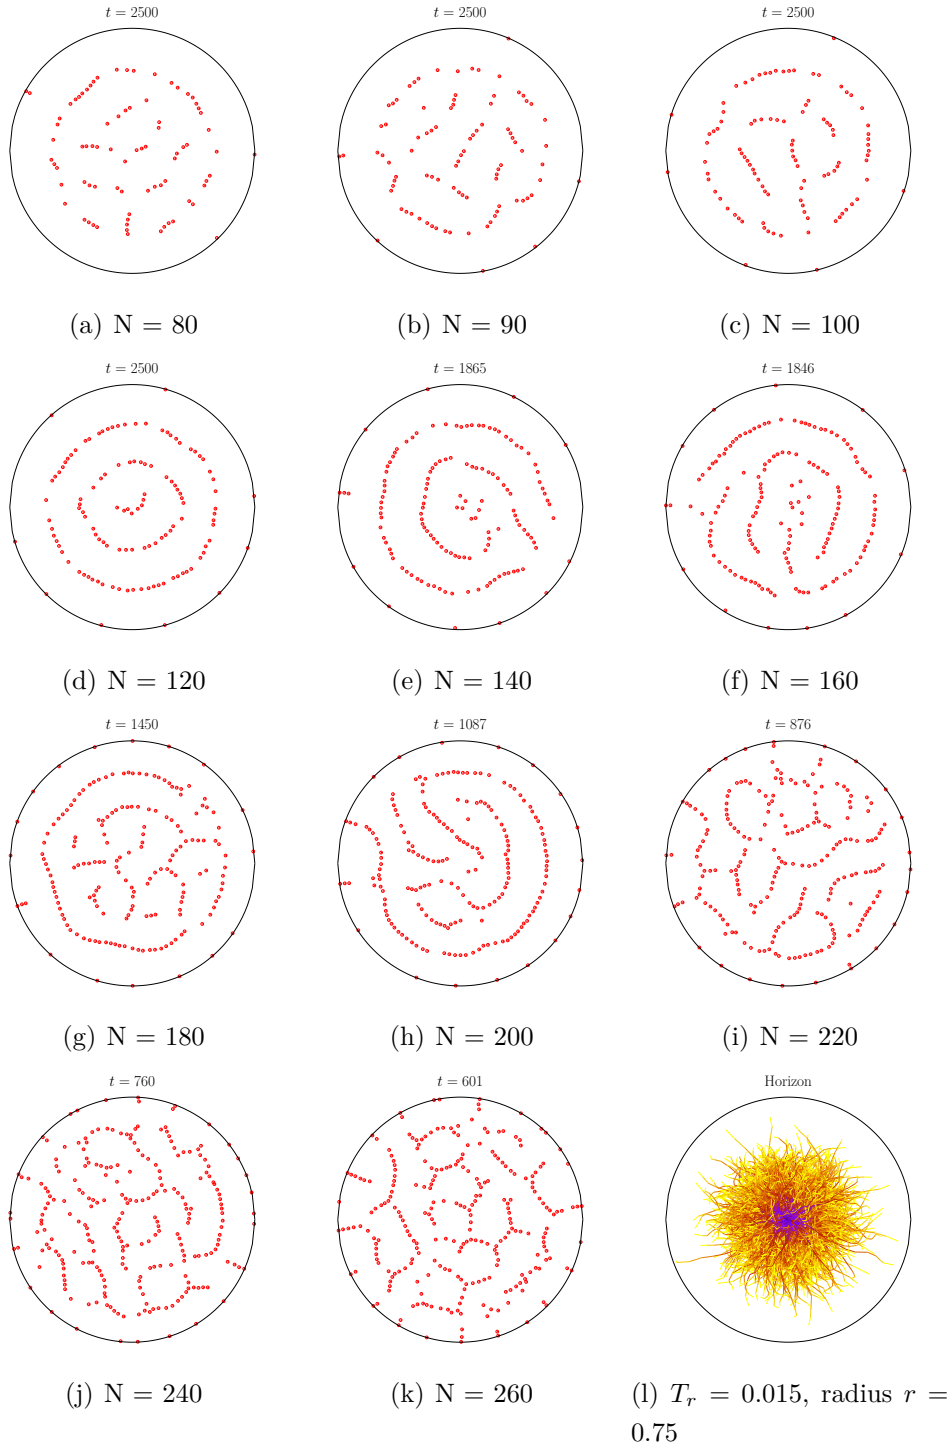 t = 2500 t = 2500 t = 2500
(a) N = 80 (b) N = 90 (c) N = 100
t = 2500 t = 1865 t = 1846
(d) N = 120 (e) N = 140 (f) N = 160
t = 1450 t = 1087 t = 876
(g) N = 180 (h) N = 200 (i) N = 220
t = 760 t = 601 Horizon
(j) N = 240 (k) N = 260 (l) T_r = 0.015, radius r =
0.75